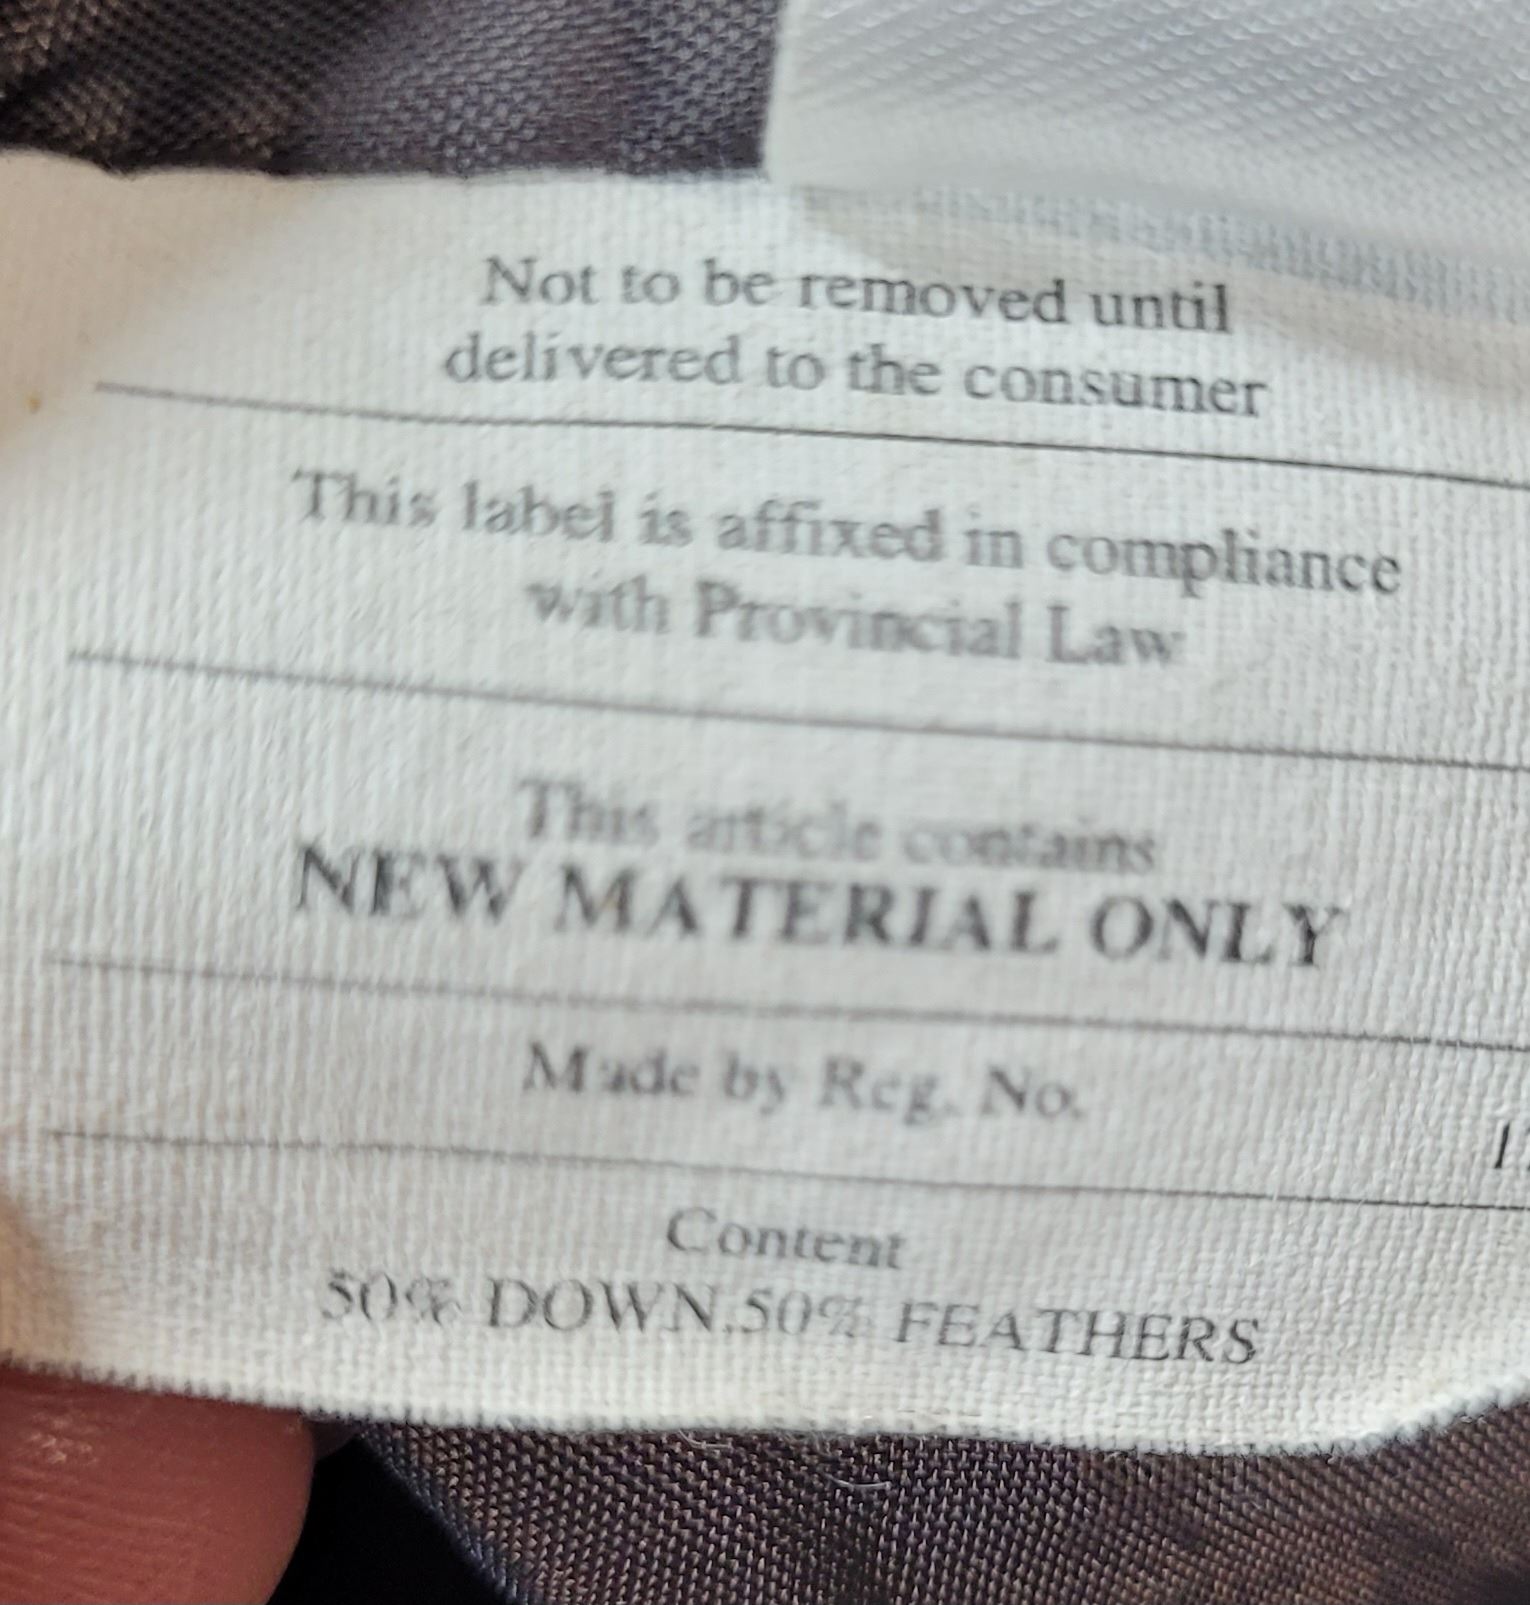 Not to be removed until
delivered to the consumer
This label is affixed in compliance
with Provincial Law
This article contains
NEW MATERIAL ONLY
Made by Reg. No.
Content
50% DOWN,50% FEATHERS